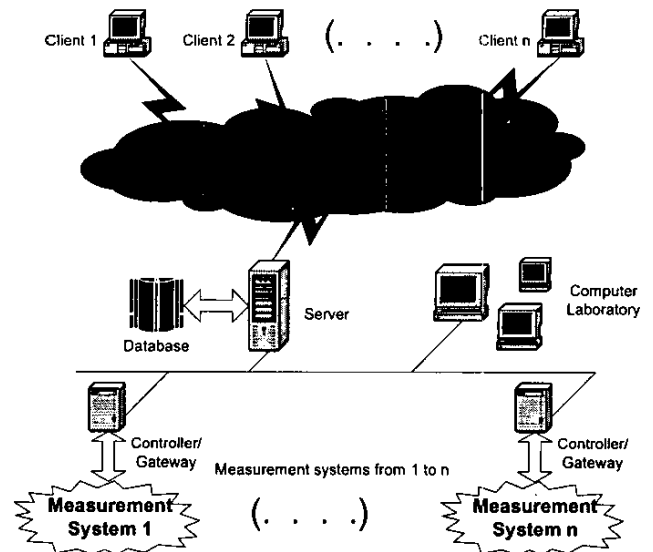 Client 1
Client 2
(. . . .)
Client n
Database
Server
Computer
Laboratory
Controller/
Gateway
Controller/
Gateway
Measurement systems from 1 to n
Measurement
System 1
(. . . .)
Measurement
System n